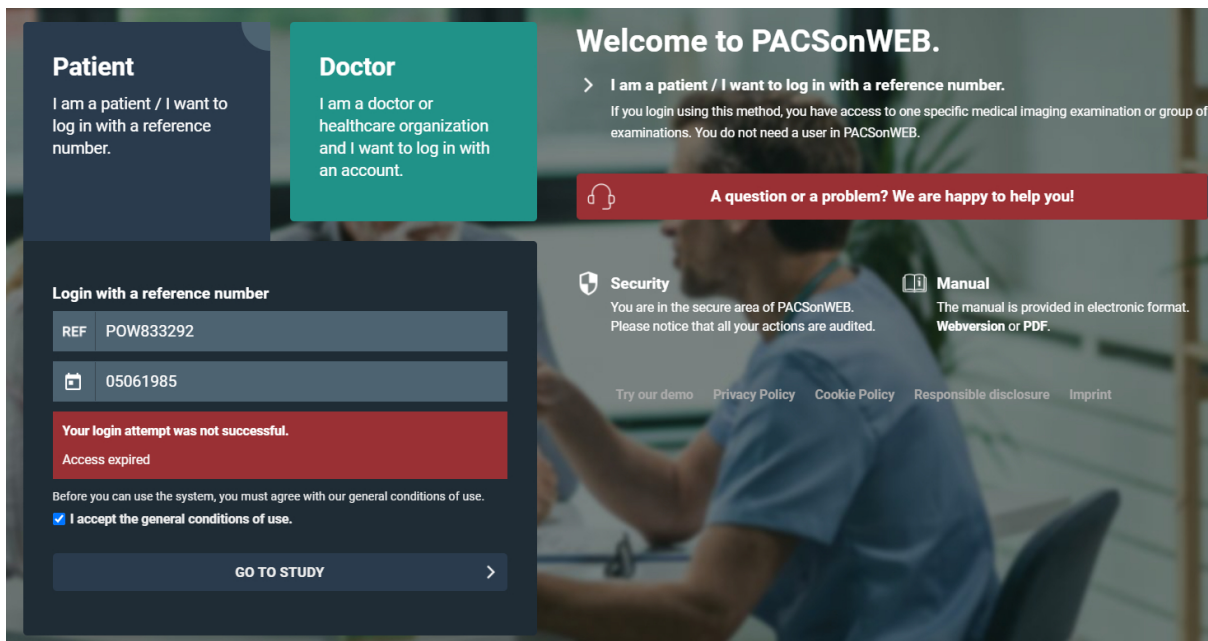 Patient
I am a patient / I want to
log in with a reference
number.
Doctor
I am a doctor or
healthcare organization
and I want to log in with
an account.
Login with a reference number
REF POW833292
05061985
Your login attempt was not successful.
Access expired
Before you can use the system, you must agree with our general conditions of use.
I accept the general conditions of use.
GO TO STUDY
Welcome to PACSonWEB.
I am a patient / I want to log in with a reference number.
If you login using this method, you have access to one specific medical imaging examination or group of
examinations. You do not need a user in PACSonWEB.
A question or a problem? We are happy to help you!
Security
You are in the secure area of PACSonWEB.
Please notice that all your actions are audited.
Manual
The manual is provided in electronic format.
Webversion or PDF.
Try our demo Privacy Policy Cookie Policy Responsible disclosure Imprint